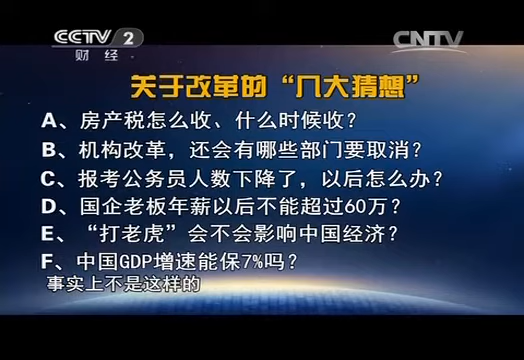 CCTV 2
CNTV
财经
关于改革的“几大猜想”
A、房产税怎么收、什么时候收？
B、机构改革，还会有哪些部门要取消？
C、报考公务员人数下降了，以后怎么办？
D、国企老板年薪以后不能超过60万？
E、“打老虎”会不会影响中国经济？
F、中国GDP增速能保7%吗？
事实上不是这样的